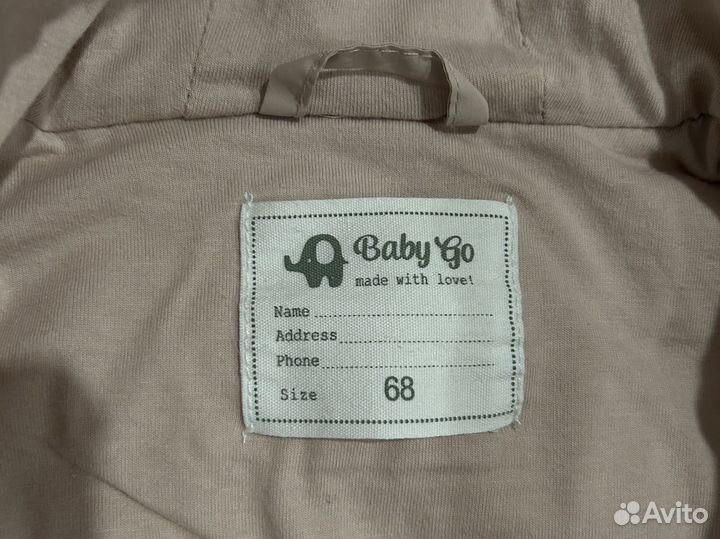 Baby Go
made with love!
Name
Address
Phone
Size 68
Avito